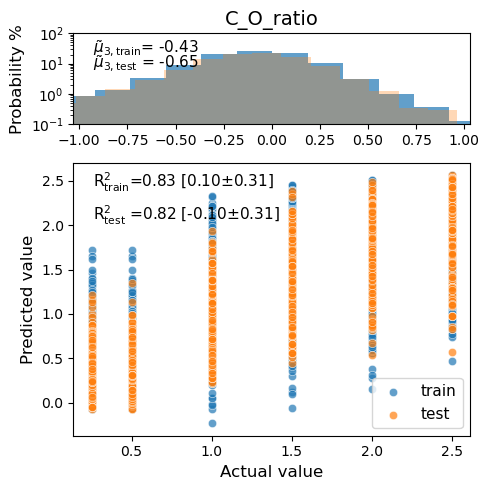 C_O_ratio
Probability %
10²
10¹
10⁰
10⁻¹
μ̃₃,train= -0.43
μ̃₃,test = -0.65
−1.00 −0.75 −0.50 −0.25 0.00 0.25 0.50 0.75 1.00
R²train=0.83 [0.10±0.31]
R²test =0.82 [-0.10±0.31]
Predicted value
2.5
2.0
1.5
1.0
0.5
0.0
train
test
0.5 1.0 1.5 2.0 2.5
Actual value